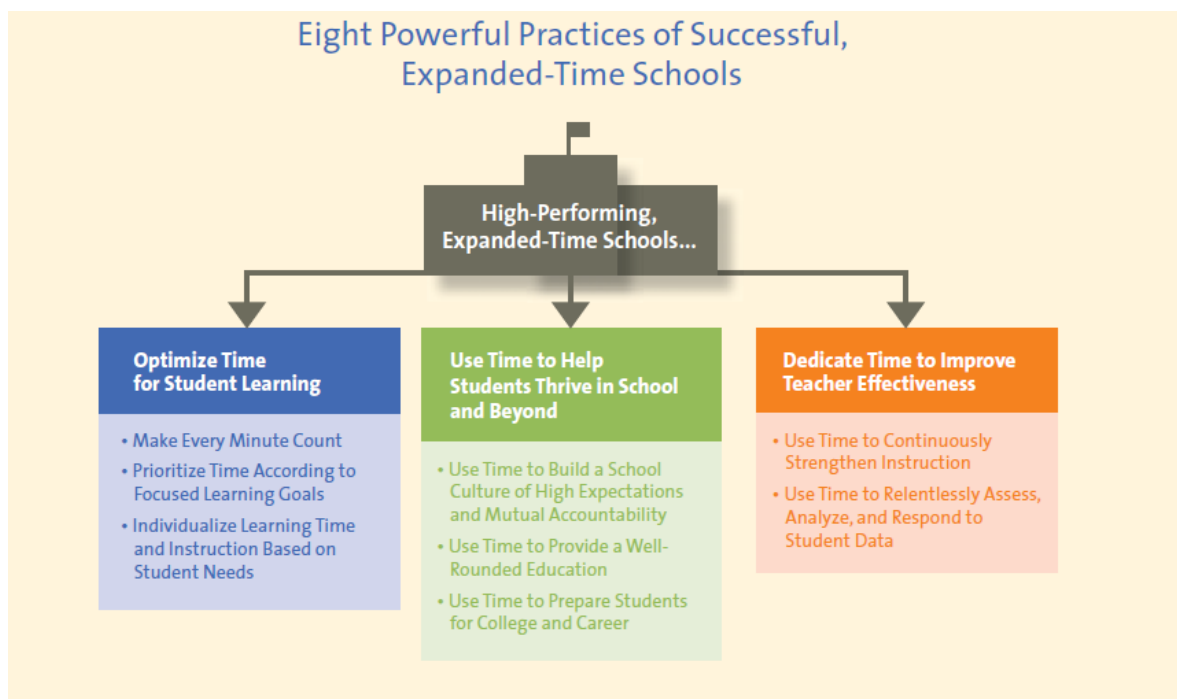 Eight Powerful Practices of Successful,
Expanded-Time Schools
High-Performing,
Expanded-Time Schools...
Optimize Time
for Student Learning
• Make Every Minute Count
• Prioritize Time According to
Focused Learning Goals
• Individualize Learning Time
and Instruction Based on
Student Needs
Use Time to Help
Students Thrive in School
and Beyond
• Use Time to Build a School
Culture of High Expectations
and Mutual Accountability
• Use Time to Provide a Well-
Rounded Education
• Use Time to Prepare Students
for College and Career
Dedicate Time to Improve
Teacher Effectiveness
• Use Time to Continuously
Strengthen Instruction
• Use Time to Relentlessly Assess,
Analyze, and Respond to
Student Data